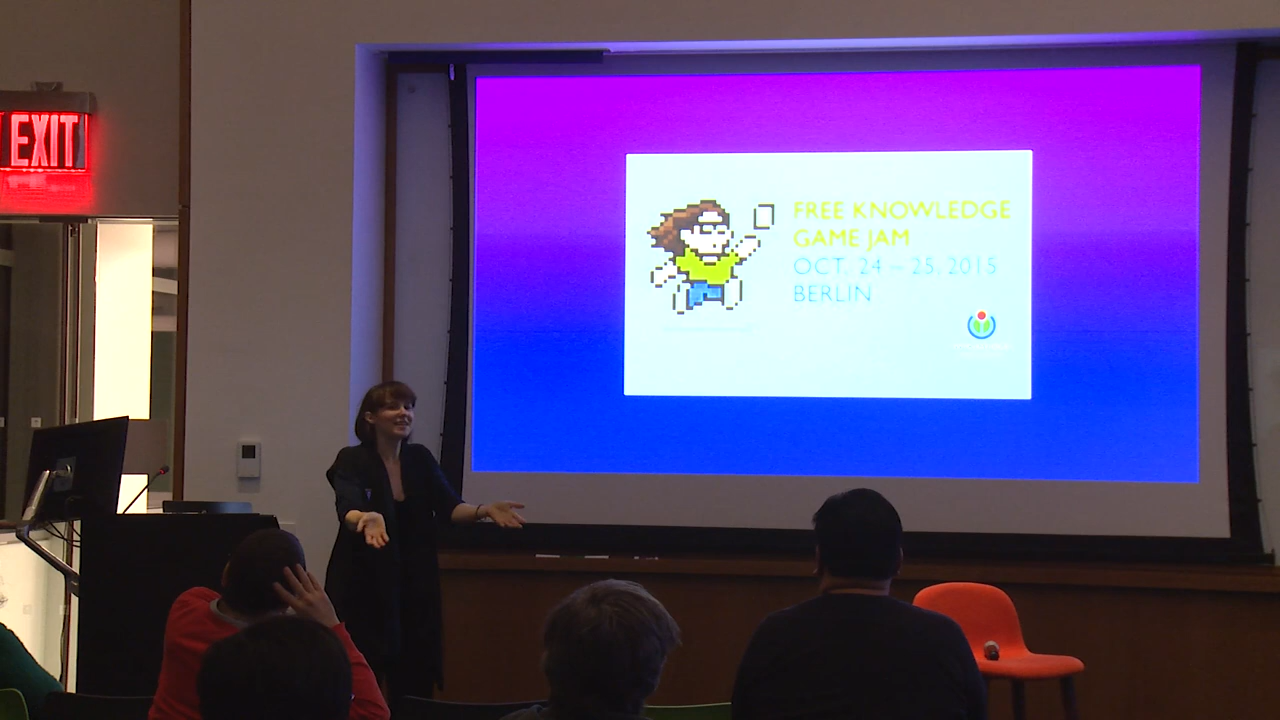 EXIT
FREE KNOWLEDGE
GAME JAM
OCT. 24 – 25, 2015
BERLIN